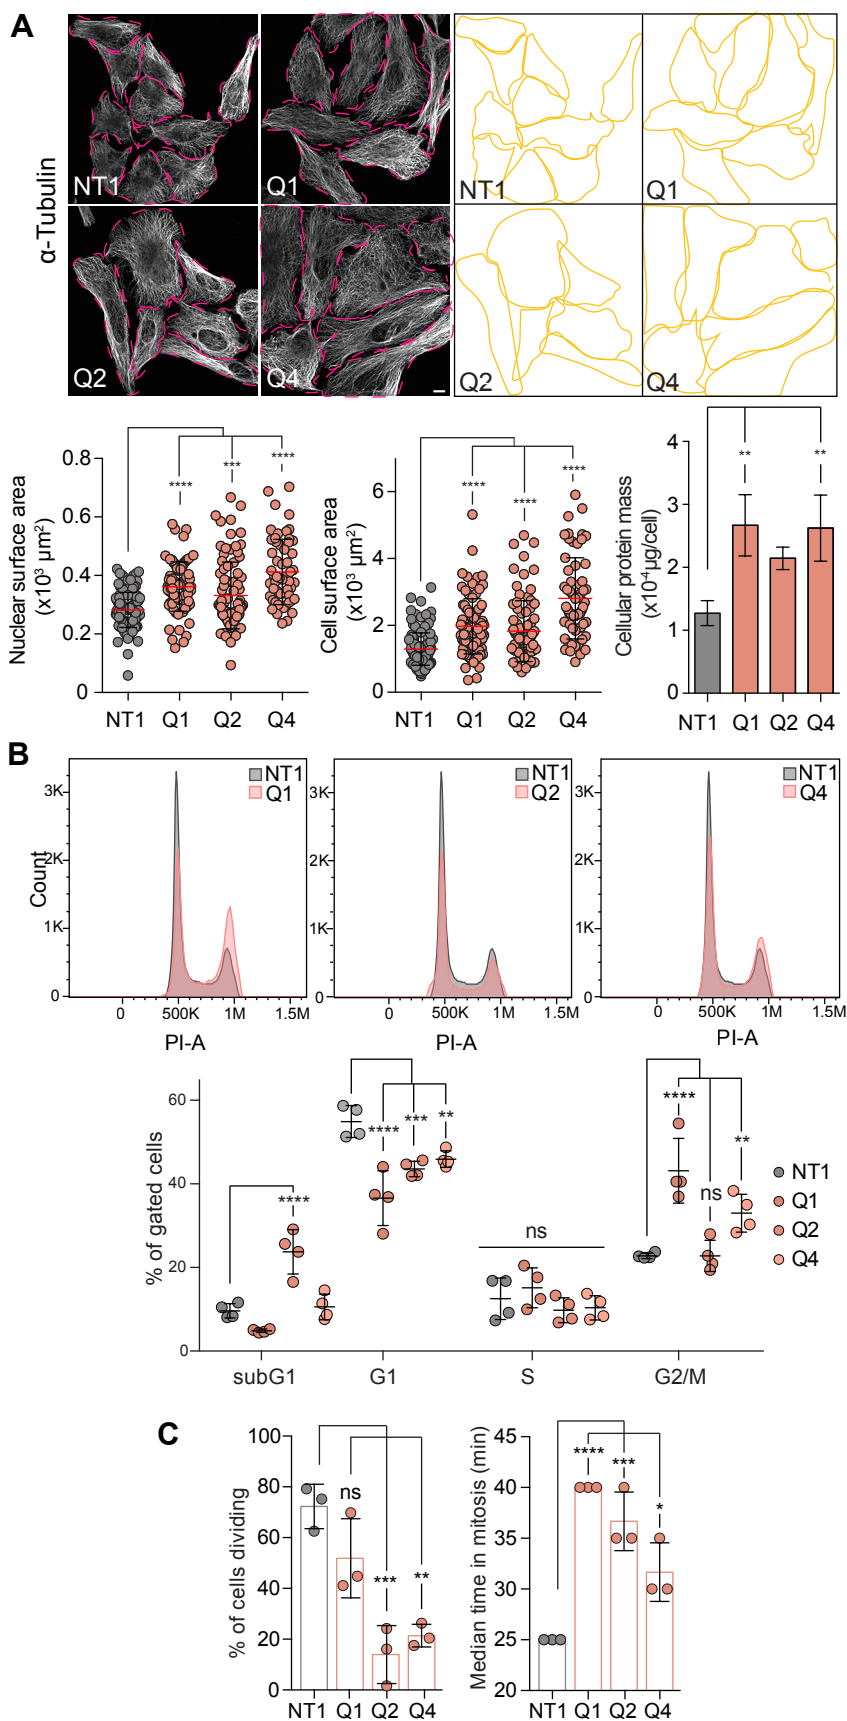 A
α-Tubulin
NT1
Q1
NT1
Q1
Q2
Q4
Q2
Q4
Nuclear surface area
(x10³ µm²)
0.8
0.6
0.4
0.2
0
****
***
****
NT1 Q1 Q2 Q4
Cell surface area
(x10³ µm²)
6
4
2
0
****
****
****
NT1 Q1 Q2 Q4
Cellular protein mass
(x10⁻⁴µg/cell)
4
3
2
1
0
**
**
NT1 Q1 Q2 Q4
B
Count
3K
2K
1K
0
NT1
Q1
0 500K 1M 1.5M
PI-A
3K
2K
1K
0
NT1
Q2
0 500K 1M 1.5M
PI-A
3K
2K
1K
0
NT1
Q4
0 500K 1M 1.5M
PI-A
% of gated cells
60
40
20
0
****
****
***
**
ns
****
ns
**
subG1 G1 S G2/M
NT1
Q1
Q2
Q4
C
% of cells dividing
100
80
60
40
20
0
ns
***
**
NT1 Q1 Q2 Q4
Median time in mitosis (min)
45
40
35
30
25
20
****
***
*
NT1 Q1 Q2 Q4